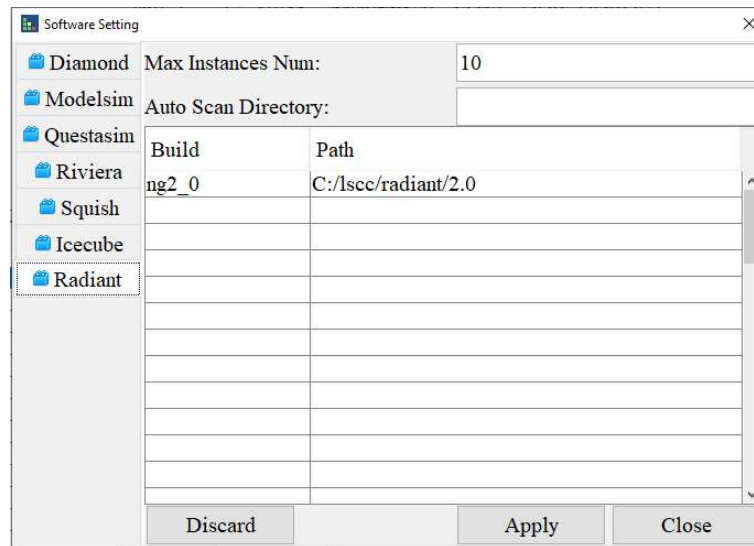 Software Setting
Diamond
Modelsim
Questasim
Riviera
Squish
Icecube
Radiant
Max Instances Num: 10
Auto Scan Directory:
Build Path
ng2_0 C:/lscc/radiant/2.0
Discard Apply Close